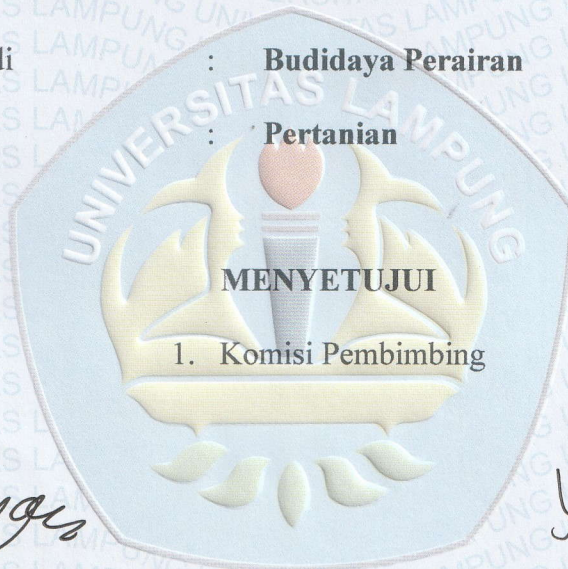 di : Budidaya Perairan
: Pertanian
UNIVERSITAS LAMPUNG
MENYETUJUI
1. Komisi Pembimbing